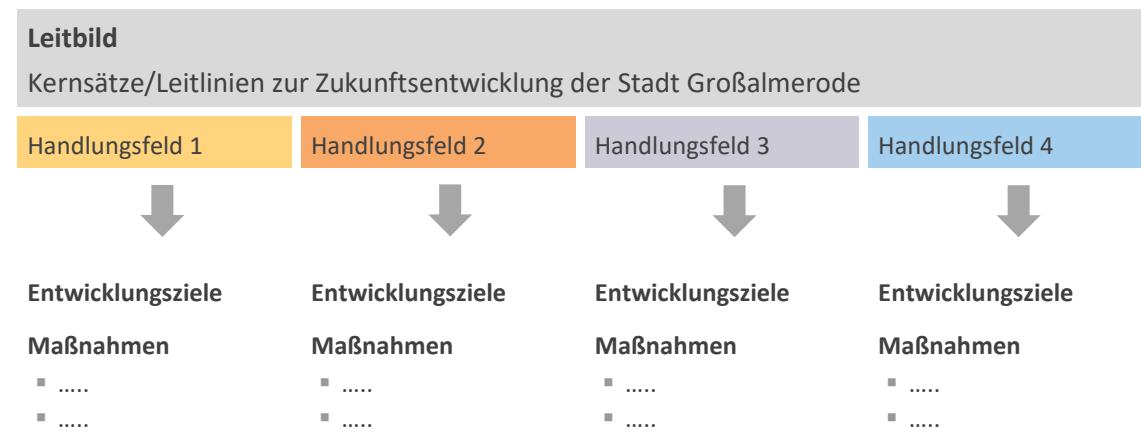 Leitbild
Kernsätze/Leitlinien zur Zukunftsentwicklung der Stadt Großalmerode
Handlungsfeld 1 Handlungsfeld 2 Handlungsfeld 3 Handlungsfeld 4
Entwicklungsziele Entwicklungsziele Entwicklungsziele Entwicklungsziele
Maßnahmen Maßnahmen Maßnahmen Maßnahmen
▪ ….. ▪ ….. ▪ ….. ▪ …..
▪ ….. ▪ ….. ▪ ….. ▪ …..